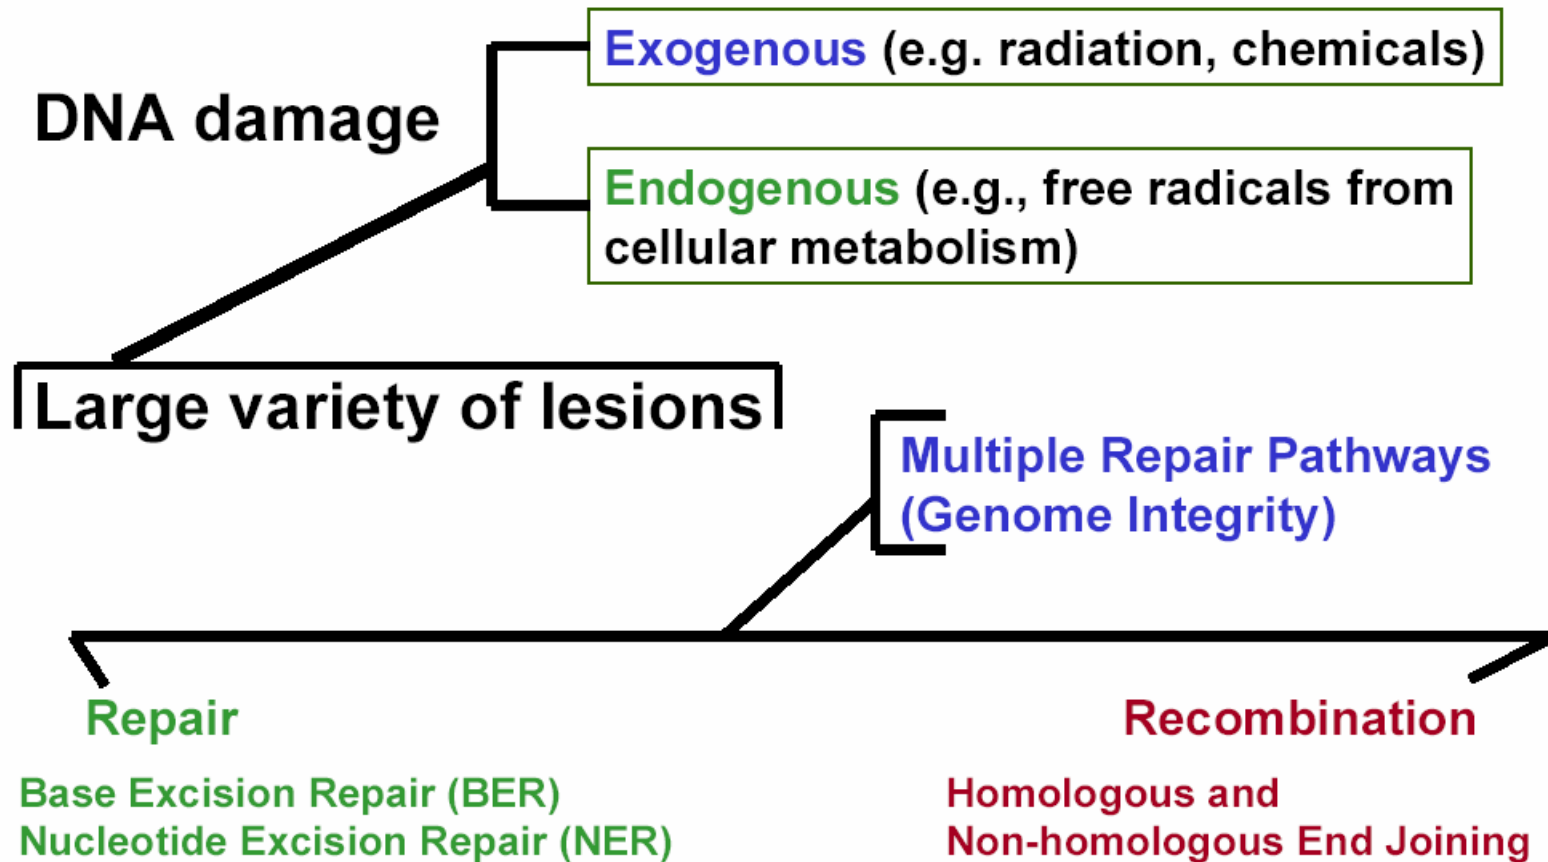 Exogenous (e.g. radiation, chemicals)
DNA damage
Endogenous (e.g., free radicals from
cellular metabolism)
Large variety of lesions
Multiple Repair Pathways
(Genome Integrity)
Repair
Base Excision Repair (BER)
Nucleotide Excision Repair (NER)
Recombination
Homologous and
Non-homologous End Joining